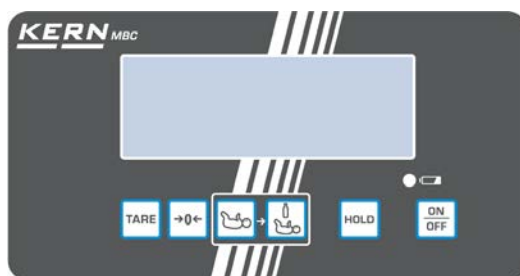 KERN MBC
TARE →0← → HOLD ON
OFF